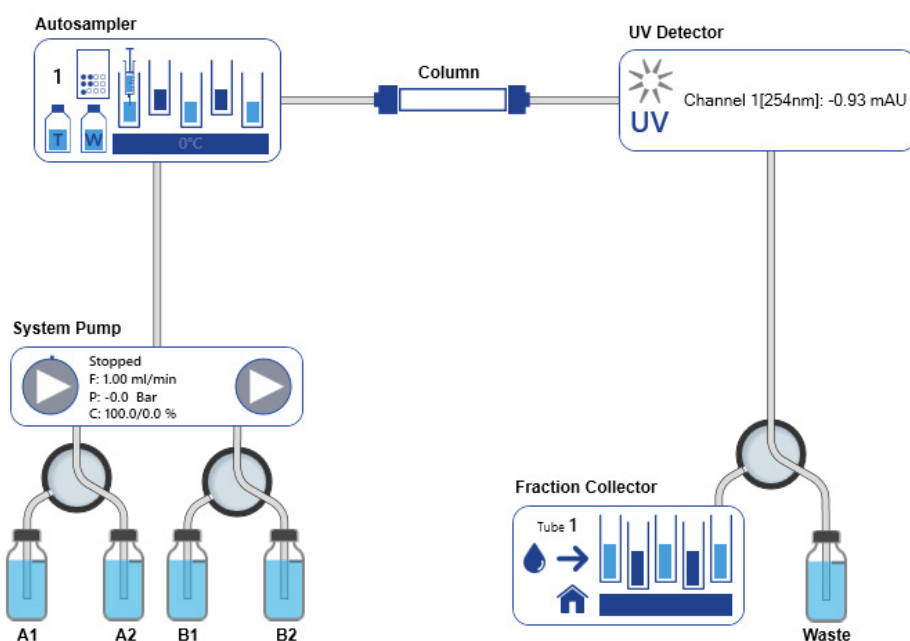 Autosampler
UV Detector
Column
1
T
W
0°C
UV
Channel 1[254nm]: -0.93 mAU
System Pump
Stopped
F: 1.00 ml/min
P: -0.0 Bar
C: 100.0/0.0 %
Fraction Collector
Tube 1
A1
A2
B1
B2
Waste